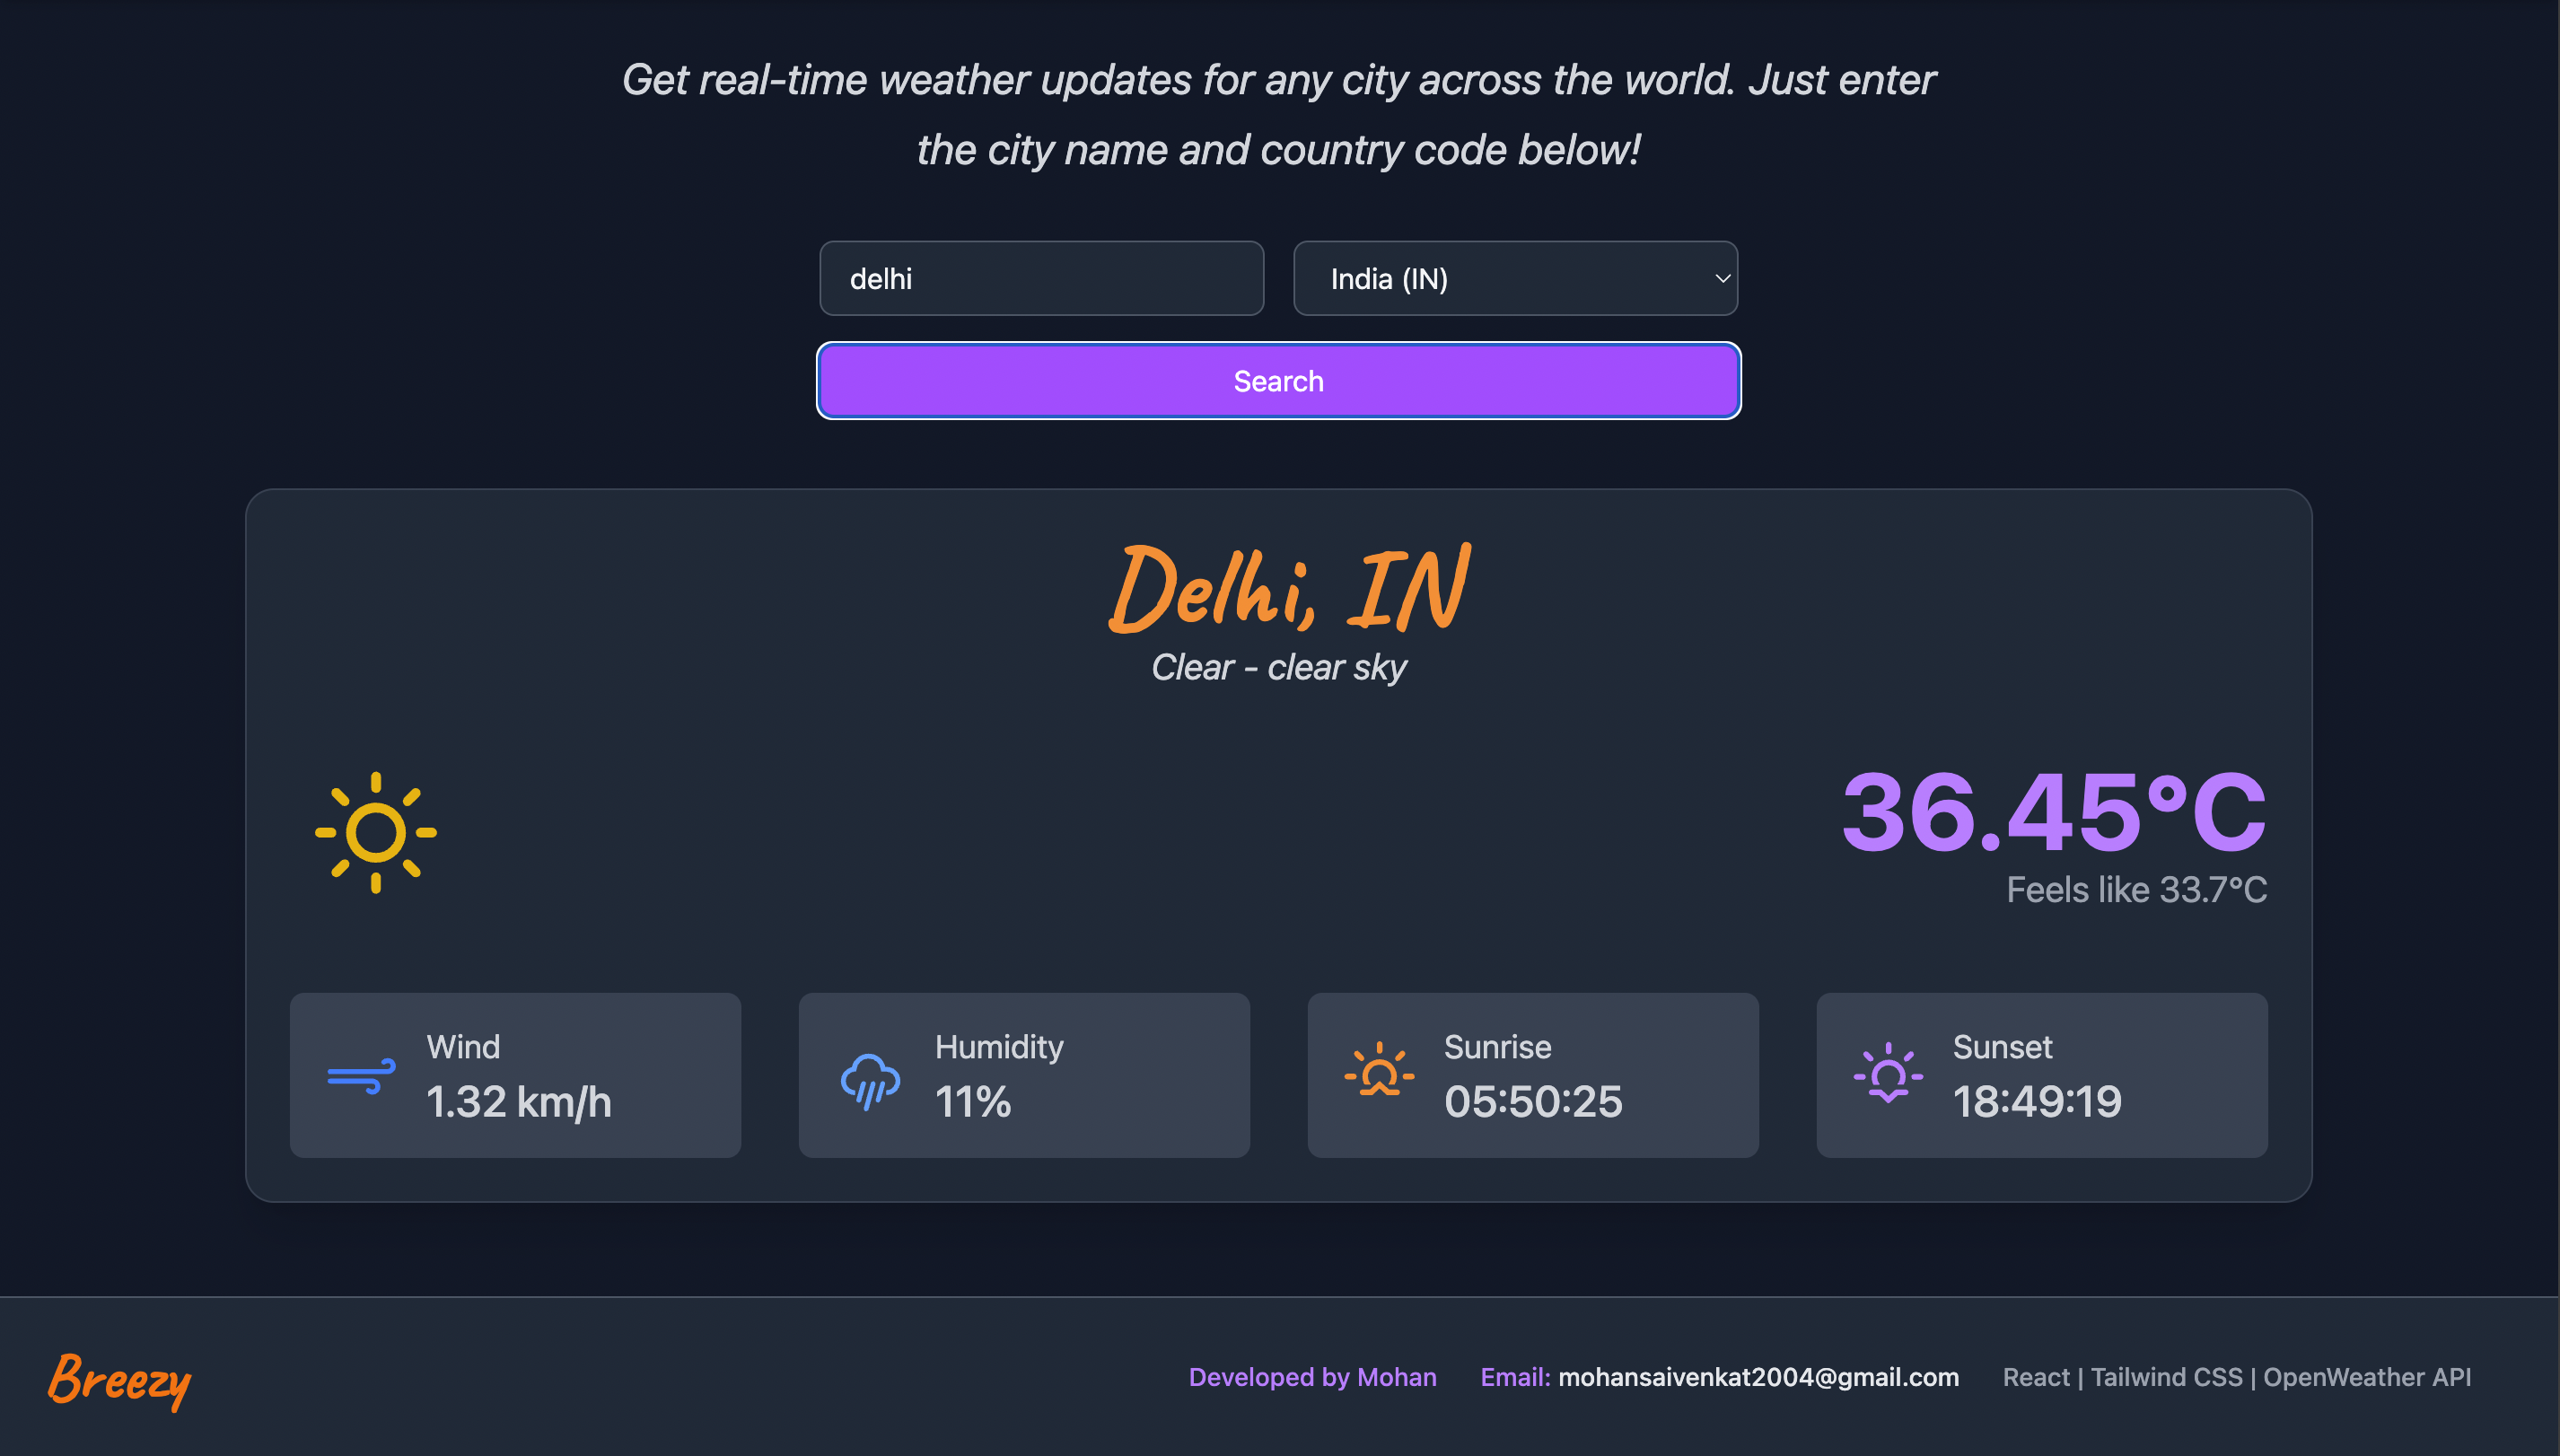 Get real-time weather updates for any city across the world. Just enter
the city name and country code below!
delhi
India (IN)
Search
Delhi, IN
Clear - clear sky
36.45°C
Feels like 33.7°C
Wind
1.32 km/h
Humidity
11%
Sunrise
05:50:25
Sunset
18:49:19
Breezy
Developed by Mohan
Email: mohansaivenkat2004@gmail.com
React | Tailwind CSS | OpenWeather API